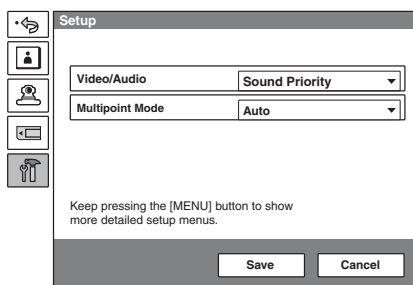 Setup
Video/Audio Sound Priority
Multipoint Mode Auto
Keep pressing the [MENU] button to show
more detailed setup menus.
Save Cancel